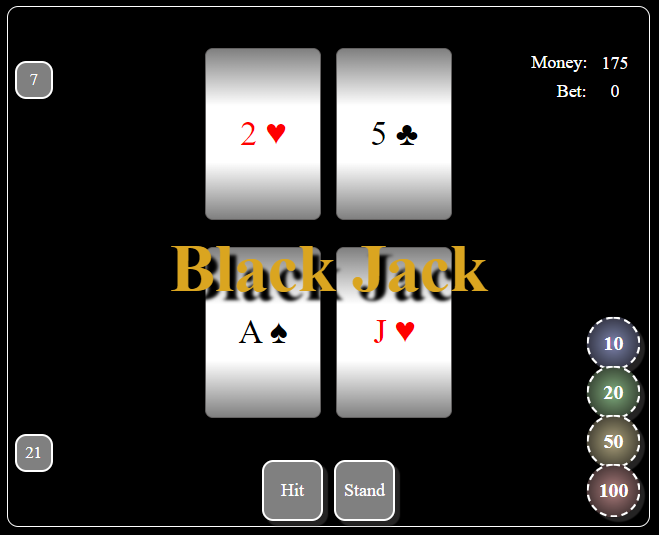 7
2 ♥
5 ♣
Money: 175
Bet: 0
Black Jack
A ♠
J ♥
10
20
50
100
21
Hit
Stand